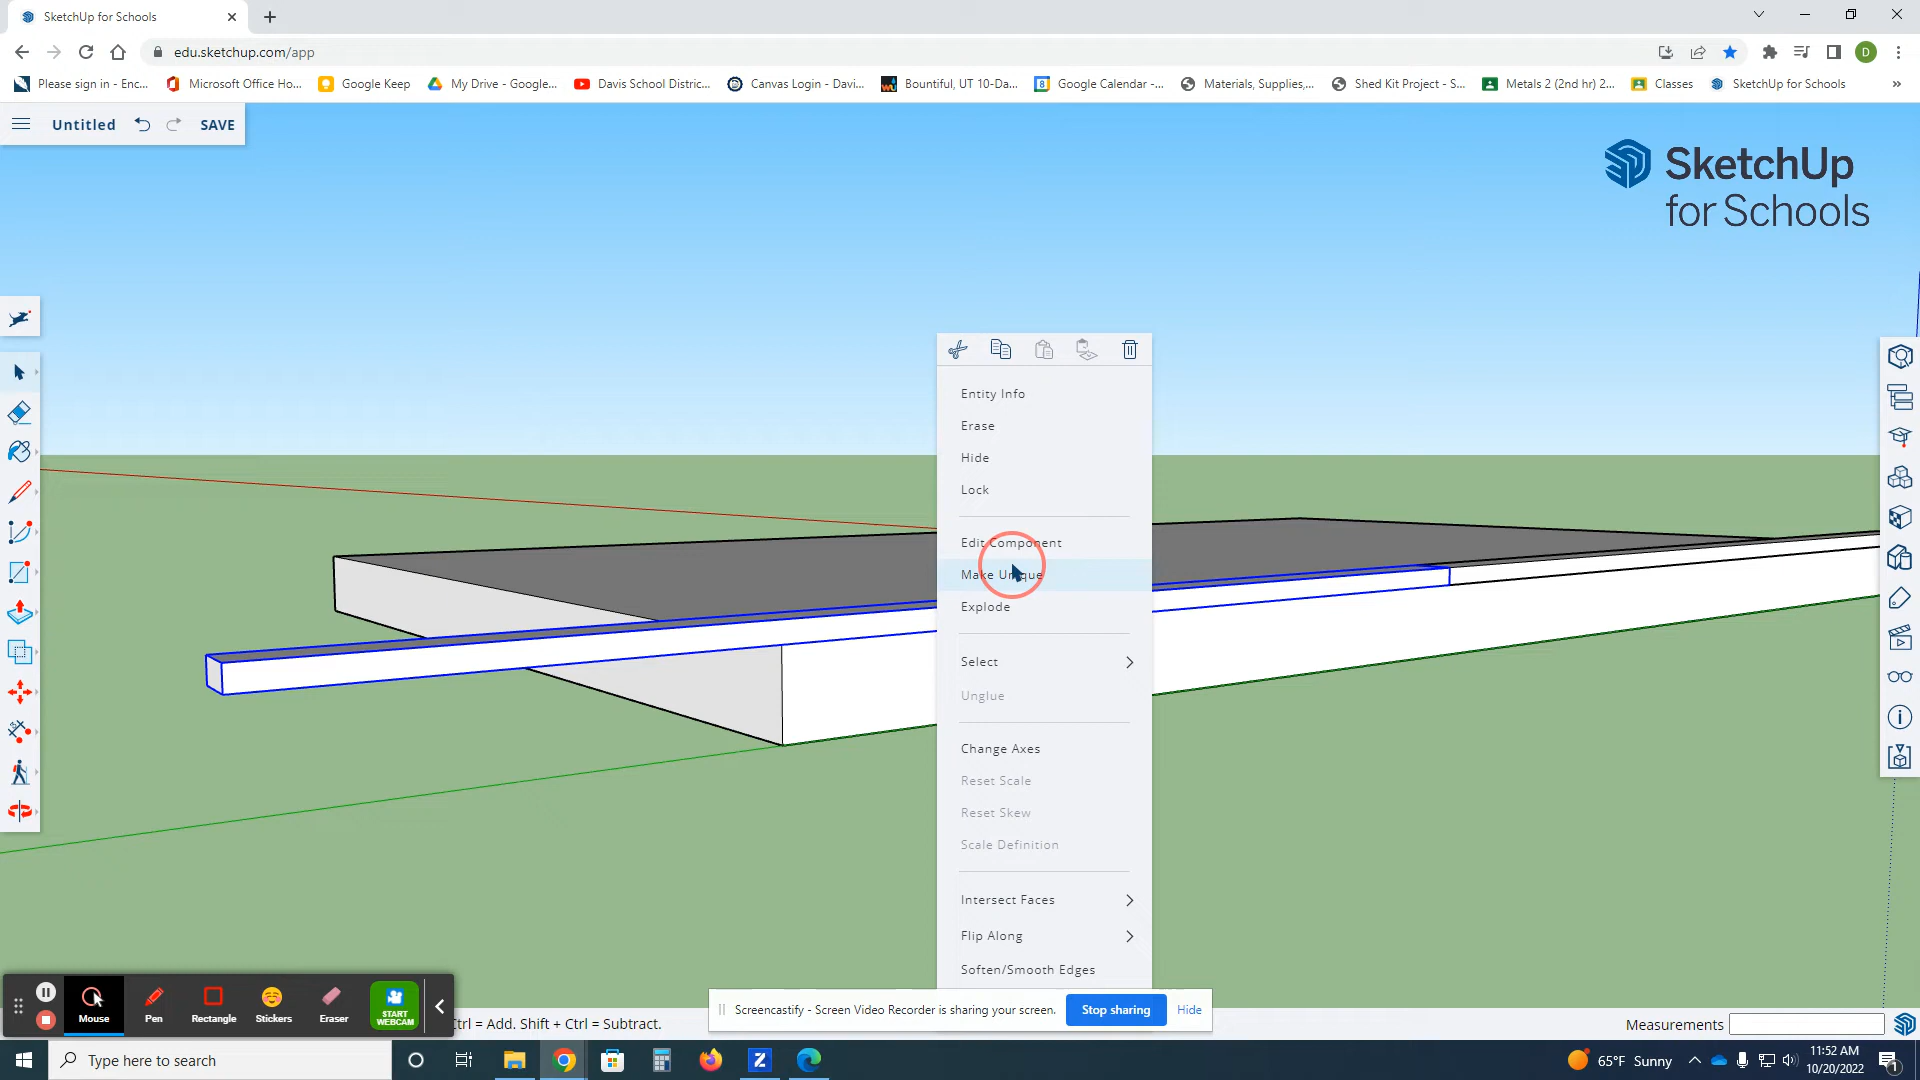 SketchUp for Schools
edu.sketchup.com/app
D
Please sign in - Enc...
Microsoft Office Ho...
Google Keep
My Drive - Google...
Davis School District...
Canvas Login - Davi...
Bountiful, UT 10-Da...
Google Calendar -...
Materials, Supplies,...
Shed Kit Project - S...
Metals 2 (2nd hr) 2...
Classes
SketchUp for Schools
»
Untitled
SAVE
SketchUp
for Schools
Entity Info
Erase
Hide
Lock
Edit Component
Make Unique
Explode
Select
Unglue
Change Axes
Reset Scale
Reset Skew
Scale Definition
Intersect Faces
Flip Along
Soften/Smooth Edges
Mouse
Pen
Rectangle
Stickers
Eraser
START
WEBCAM
Ctrl = Add. Shift + Ctrl = Subtract.
Screencastify - Screen Video Recorder is sharing your screen.
Stop sharing
Hide
Measurements
Type here to search
65°F Sunny
11:52 AM
10/20/2022
1